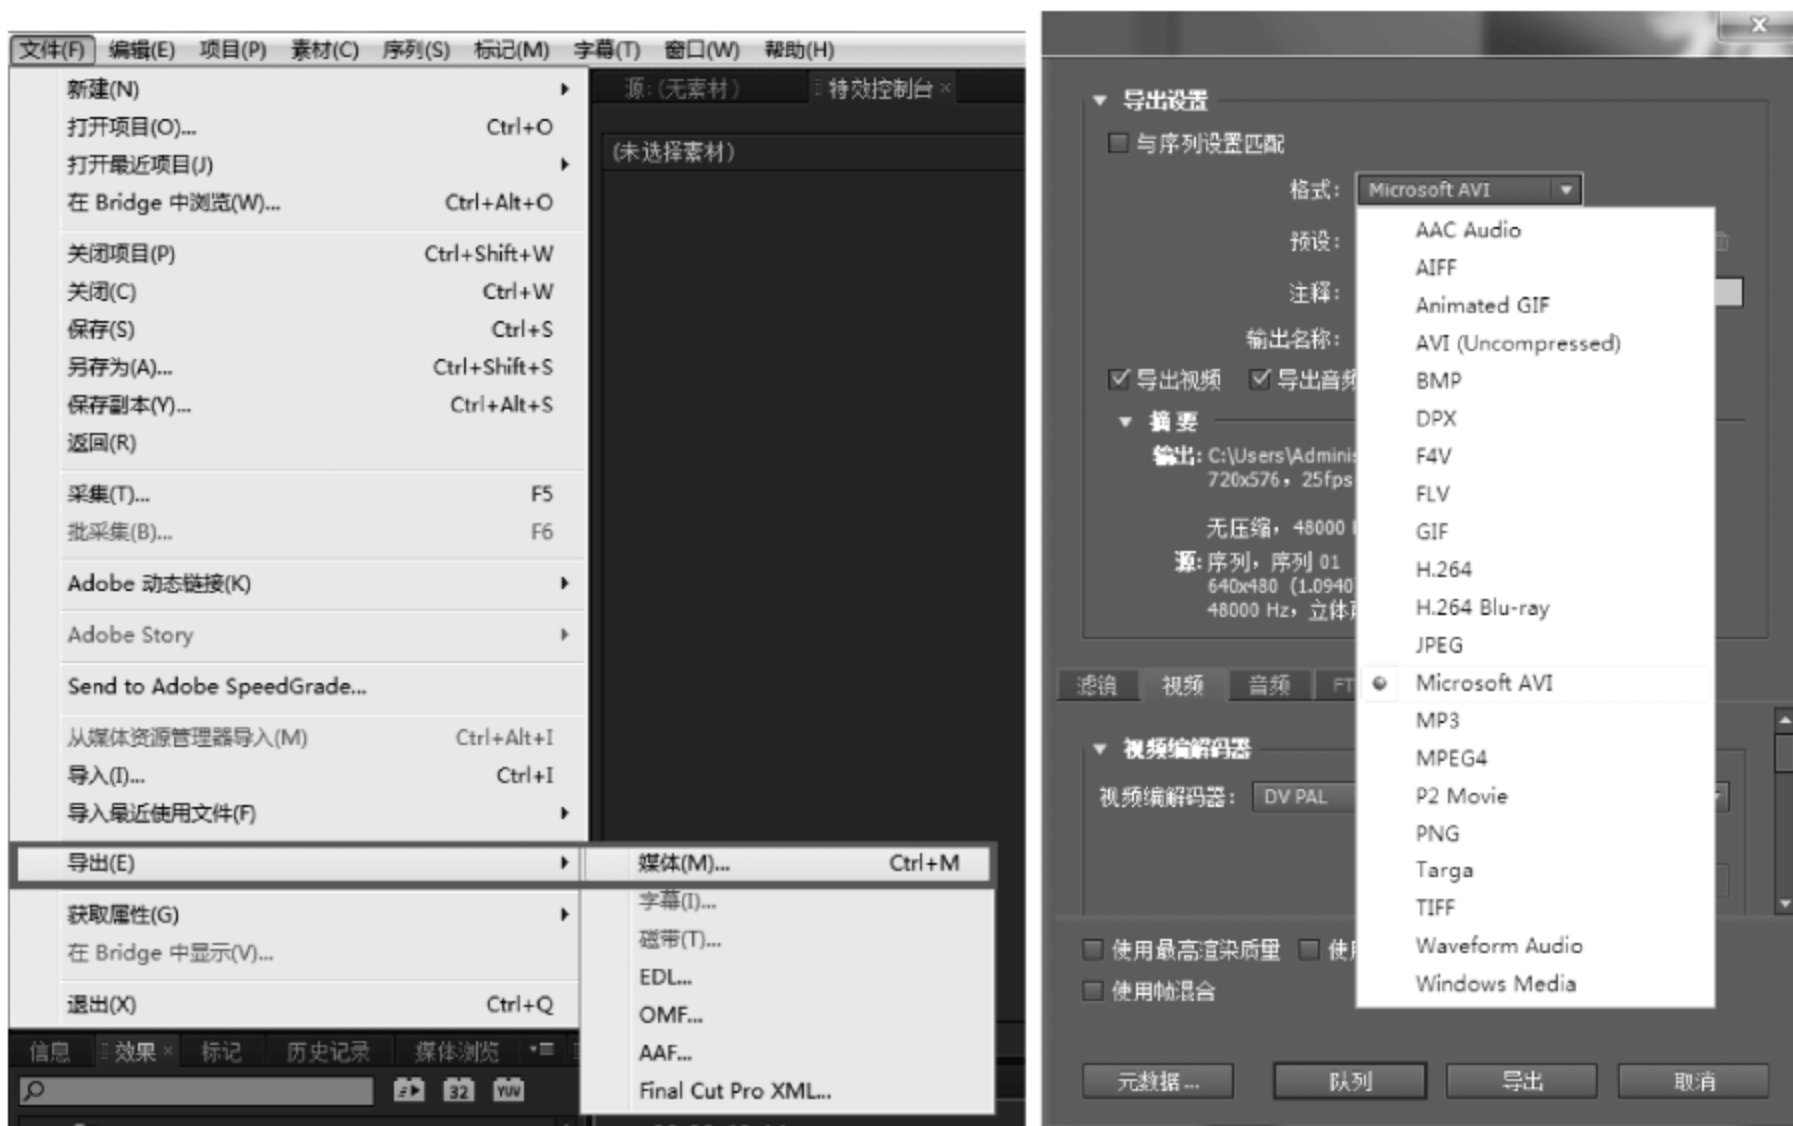 文件(F) 编辑(E) 项目(P) 素材(C) 序列(S) 标记(M) 字幕(T) 窗口(W) 帮助(H)
新建(N)
打开项目(O)... Ctrl+O
打开最近项目(J)
在 Bridge 中浏览(W)... Ctrl+Alt+O
关闭项目(P) Ctrl+Shift+W
关闭(C) Ctrl+W
保存(S) Ctrl+S
另存为(A)... Ctrl+Shift+S
保存副本(Y)... Ctrl+Alt+S
返回(R)
采集(T)... F5
批采集(B)... F6
Adobe 动态链接(K)
Adobe Story
Send to Adobe SpeedGrade...
从媒体资源管理器导入(M) Ctrl+Alt+I
导入(I)... Ctrl+I
导入最近使用文件(F)
导出(E)
获取属性(G)
在 Bridge 中显示(V)...
退出(X) Ctrl+Q
媒体(M)... Ctrl+M
字幕(I)...
磁带(T)...
EDL...
OMF...
AAF...
Final Cut Pro XML...
源:(无素材) 特效控制台 ×
(未选择素材)
信息 效果 × 标记 历史记录 媒体浏览
32 YUV
导出设置
与序列设置匹配
格式: Microsoft AVI
预设:
注释:
输出名称:
导出视频 导出音频
摘要
输出: C:\Users\Adminis
720x576, 25fps
无压缩, 48000
源: 序列, 序列 01
640x480 (1.0940)
48000 Hz, 立体
滤镜 视频 音频 FT
视频编解码器
视频编解码器: DV PAL
使用最高渲染质量 使
使用帧混合
元数据... 队列 导出 取消
AAC Audio
AIFF
Animated GIF
AVI (Uncompressed)
BMP
DPX
F4V
FLV
GIF
H.264
H.264 Blu-ray
JPEG
Microsoft AVI
MP3
MPEG4
P2 Movie
PNG
Targa
TIFF
Waveform Audio
Windows Media